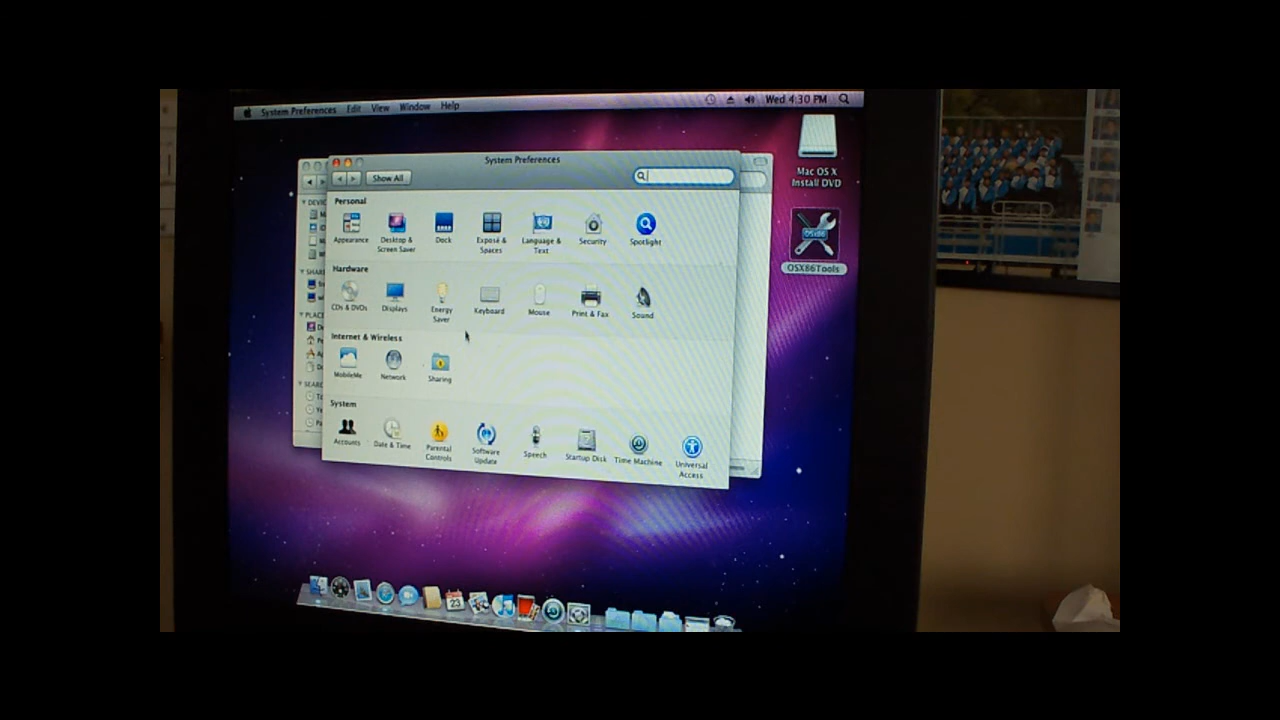 System Preferences Edit View Window Help
Wed 4:30 PM
System Preferences
Show All
Mac OS X
Install DVD
OSX86
OSX86Tools
Personal
Appearance
Desktop &
Screen Saver
Dock
Exposé &
Spaces
Language &
Text
Security
Spotlight
Hardware
CDs & DVDs
Displays
Energy
Saver
Keyboard
Mouse
Print & Fax
Sound
Internet & Wireless
MobileMe
Network
Sharing
System
Accounts
Date & Time
Parental
Controls
Software
Update
Speech
Startup Disk
Time Machine
Universal
Access
23